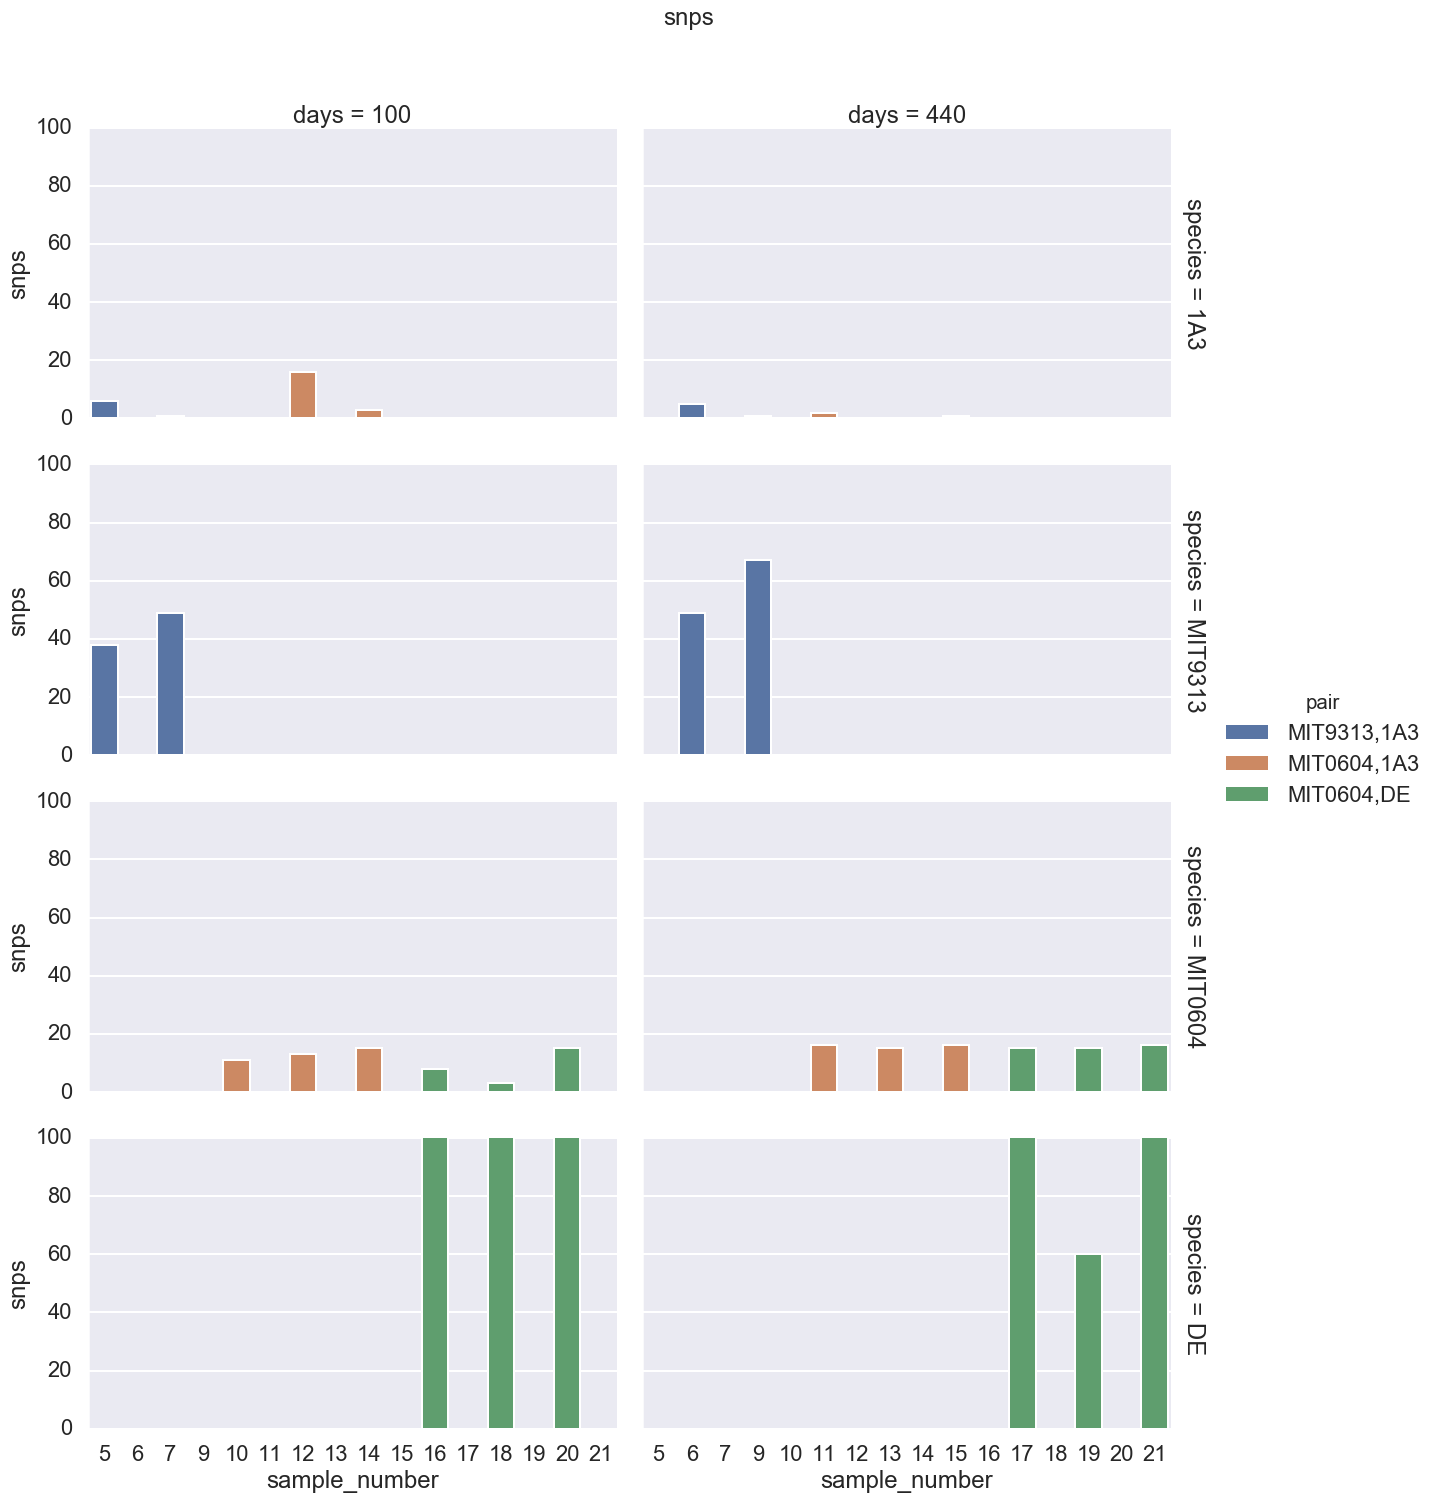 snps
days = 100
days = 440
100
80
60
40
20
0
snps
species = 1A3
100
80
60
40
20
0
snps
species = MIT9313
pair
MIT9313,1A3
MIT0604,1A3
MIT0604,DE
100
80
60
40
20
0
snps
species = MIT0604
100
80
60
40
20
0
snps
species = DE
5 6 7 9 10 11 12 13 14 15 16 17 18 19 20 21
sample_number
5 6 7 9 10 11 12 13 14 15 16 17 18 19 20 21
sample_number